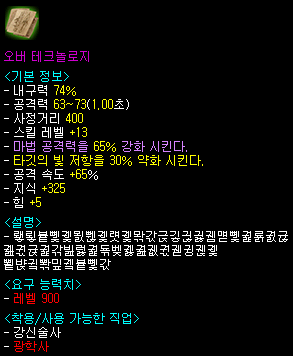 오버 테크놀로지
<기본 정보>
- 내구력 74%
- 공격력 63~73(1.00초)
- 사정거리 400
- 스킬 레벨 +13
- 마법 공격력을 65% 강화 시킨다.
- 타깃의 빛 저항을 30% 약화 시킨다.
- 공격 속도 +65%
- 지식 +325
- 힘 +5
<설명>
<요구 능력치>
- 레벨 900
<착용/사용 가능한 직업>
- 강신술사
- 광학사